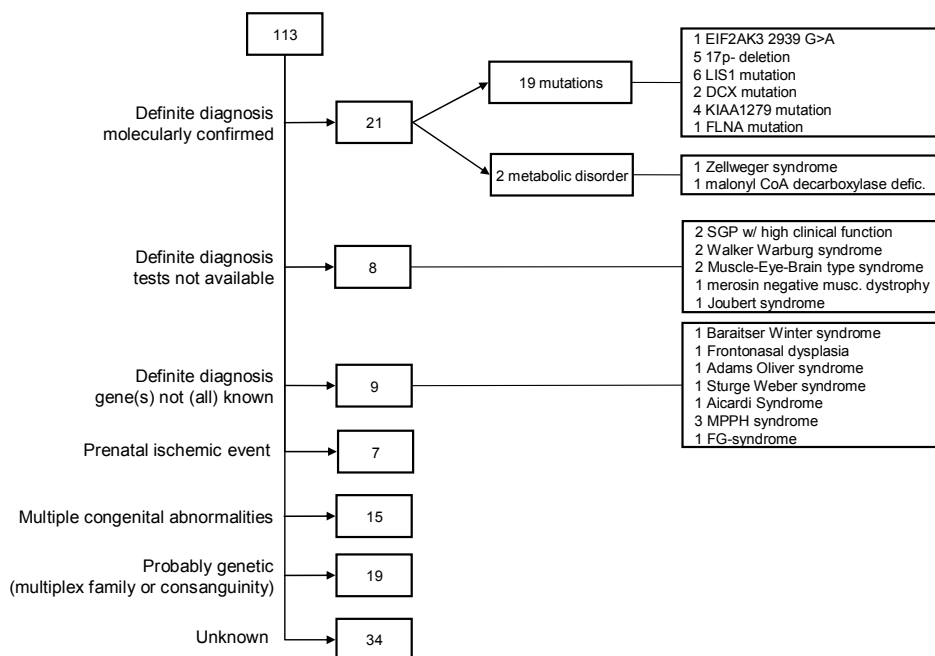 113
Definite diagnosis
molecularly confirmed
21
19 mutations
1 EIF2AK3 2939 G>A
5 17p- deletion
6 LIS1 mutation
2 DCX mutation
4 KIAA1279 mutation
1 FLNA mutation
2 metabolic disorder
1 Zellweger syndrome
1 malonyl CoA decarboxylase defic.
Definite diagnosis
tests not available
8
2 SGP w/ high clinical function
2 Walker Warburg syndrome
2 Muscle-Eye-Brain type syndrome
1 merosin negative musc. dystrophy
1 Joubert syndrome
Definite diagnosis
gene(s) not (all) known
9
1 Baraitser Winter syndrome
1 Frontonasal dysplasia
1 Adams Oliver syndrome
1 Sturge Weber syndrome
1 Aicardi Syndrome
3 MPPH syndrome
1 FG-syndrome
Prenatal ischemic event
7
Multiple congenital abnormalities
15
Probably genetic
(multiplex family or consanguinity)
19
Unknown
34